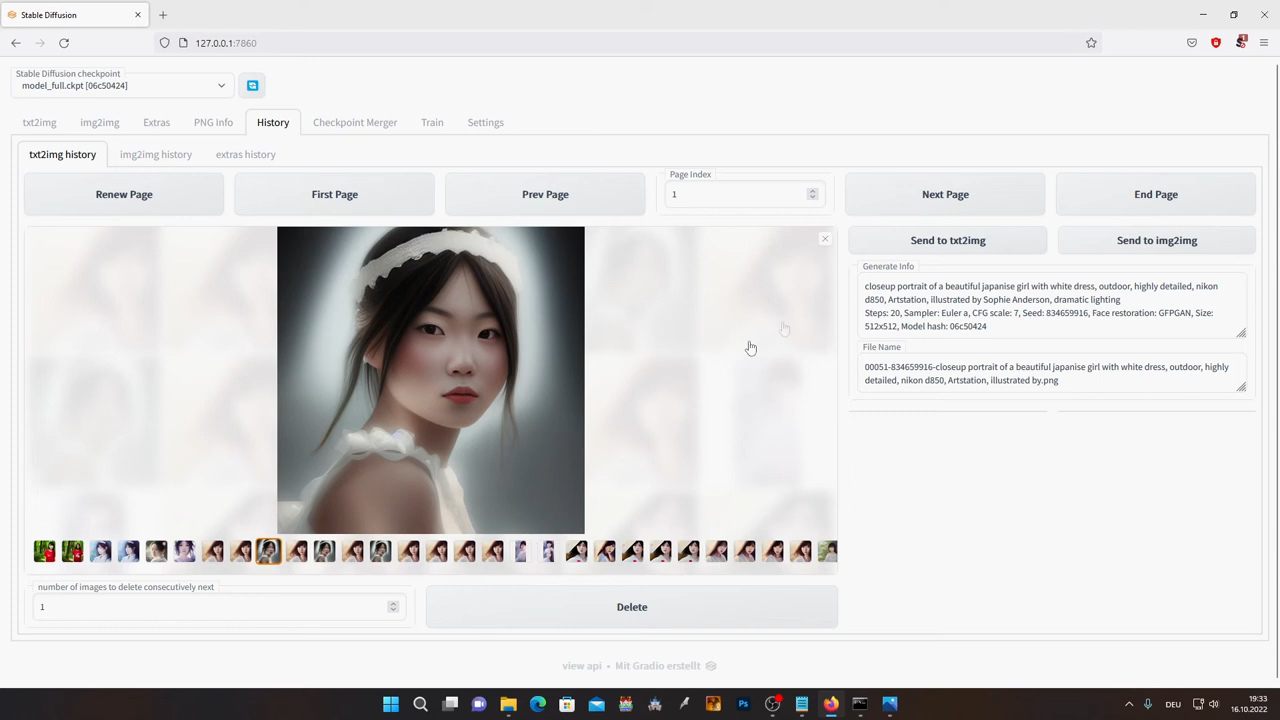 Stable Diffusion
127.0.0.1:7860
Stable Diffusion checkpoint
model_full.ckpt [06c50424]
txt2img img2img Extras PNG Info History Checkpoint Merger Train Settings
txt2img history img2img history extras history
Renew Page First Page Prev Page Page Index 1 Next Page End Page
Send to txt2img Send to img2img
Generate Info
closeup portrait of a beautiful japanise girl with white dress, outdoor, highly detailed, nikon
d850, Artstation, illustrated by Sophie Anderson, dramatic lighting
Steps: 20, Sampler: Euler a, CFG scale: 7, Seed: 834659916, Face restoration: GFPGAN, Size:
512x512, Model hash: 06c50424
File Name
00051-834659916-closeup portrait of a beautiful japanise girl with white dress, outdoor, highly
detailed, nikon d850, Artstation, illustrated by.png
number of images to delete consecutively next
1
Delete
view api • Mit Gradio erstellt
DEU
19:33
16.10.2022